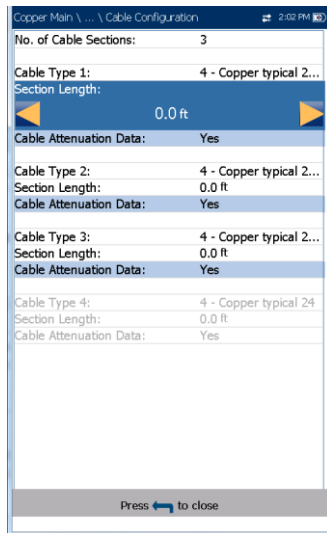 Copper Main \ ... \ Cable Configuration 2:02 PM
No. of Cable Sections: 3
Cable Type 1: 4 - Copper typical 2...
Section Length:
0.0 ft
Cable Attenuation Data: Yes
Cable Type 2: 4 - Copper typical 2...
Section Length: 0.0 ft
Cable Attenuation Data: Yes
Cable Type 3: 4 - Copper typical 2...
Section Length: 0.0 ft
Cable Attenuation Data: Yes
Cable Type 4: 4 - Copper typical 24
Section Length: 0.0 ft
Cable Attenuation Data: Yes
Press to close